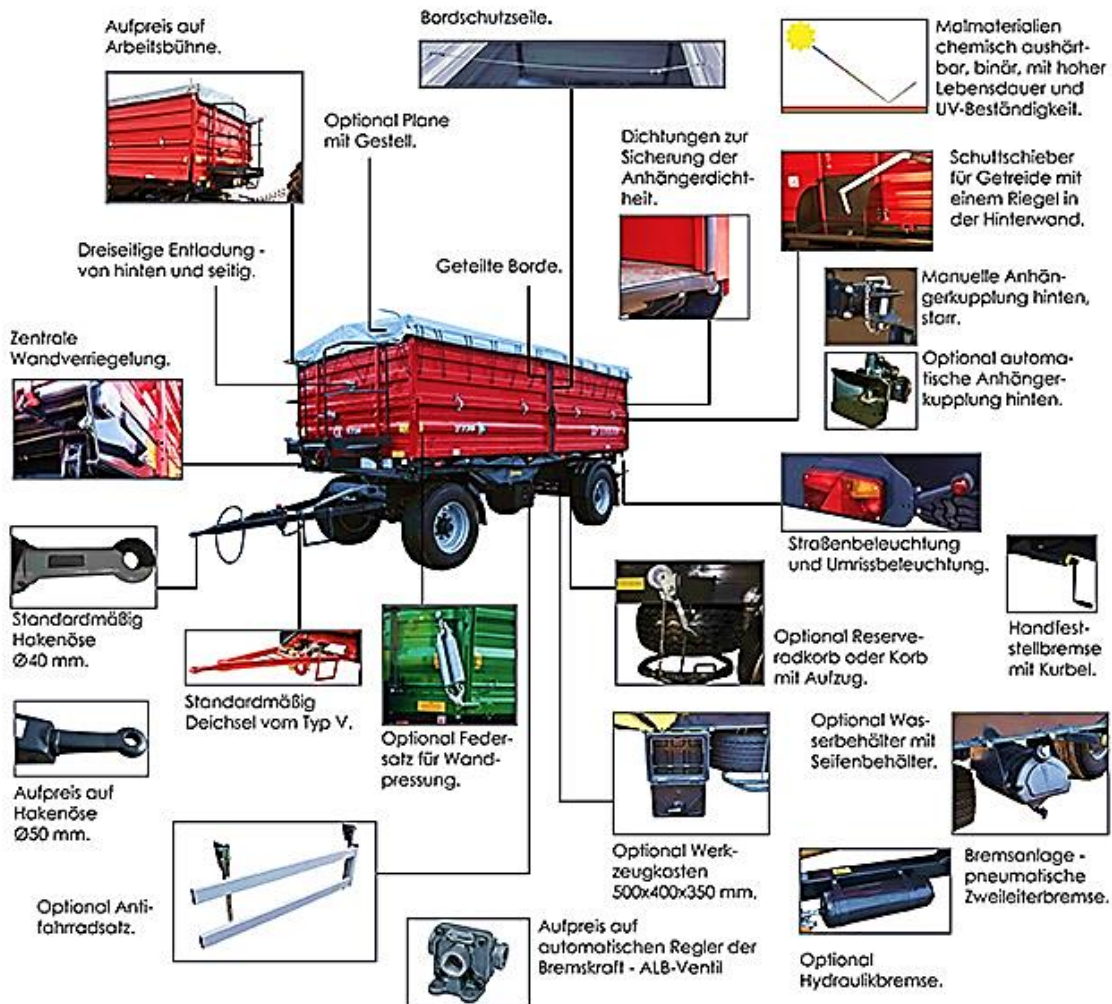 Aufpreis auf
Arbeitsbühne.
Bordschutzseile.
Malmaterialien
chemisch aushärt-
bar, binär, mit hoher
Lebensdauer und
UV-Beständigkeit.
Optional Plane
mit Gestell.
Dichtungen zur
Sicherung der
Anhängerdicht-
heit.
Schuttschieber
für Getreide mit
einem Riegel in
der Hinterwand.
Dreiseitige Entladung -
von hinten und seitig.
Geteilte Borde.
Manuelle Anhän-
gerkupplung hinten,
starr.
Zentrale
Wandverriegelung.
Optional automa-
tische Anhänger-
kupplung hinten.
Straßenbeleuchtung
und Umrissbeleuchtung.
Standardmäßig
Hakenöse
Ø40 mm.
Standardmäßig
Deichsel vom Typ V.
Optional Feder-
satz für Wand-
pressung.
Optional Reserve-
radkorb oder Korb
mit Aufzug.
Handfest-
stellbremse
mit Kurbel.
Aufpreis auf
Hakenöse
Ø50 mm.
Optional Was-
serbehälter mit
Seifenbehälter.
Optional Werk-
zeugkasten
500x400x350 mm.
Bremsanlage -
pneumatische
Zweileiterbremse.
Optional Anti-
fahrradsatz.
Aufpreis auf
automatischen Regler der
Bremskraft - ALB-Ventil
Optional
Hydraulikbremse.